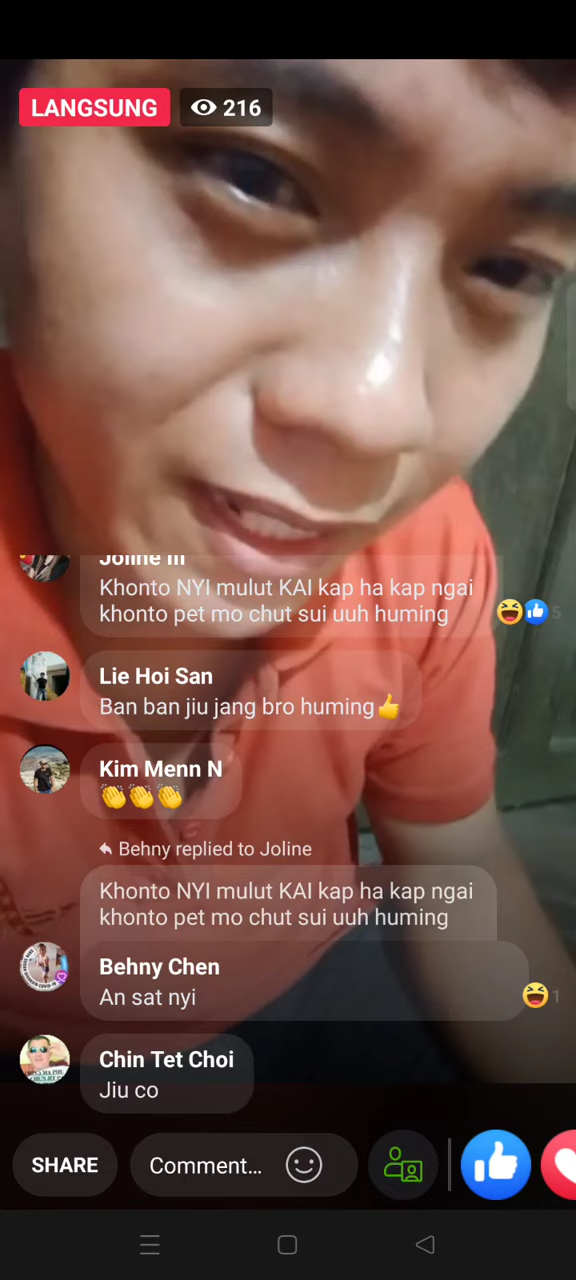 LANGSUNG
216
Joline lll
Khonto NYI mulut KAI kap ha kap ngai
khonto pet mo chut sui uuh huming
5
Lie Hoi San
Ban ban jiu jang bro huming👍
Kim Menn N
👏👏👏
Behny replied to Joline
Khonto NYI mulut KAI kap ha kap ngai
khonto pet mo chut sui uuh huming
Behny Chen
An sat nyi
1
Chin Tet Choi
Jiu co
SHARE
Comment...